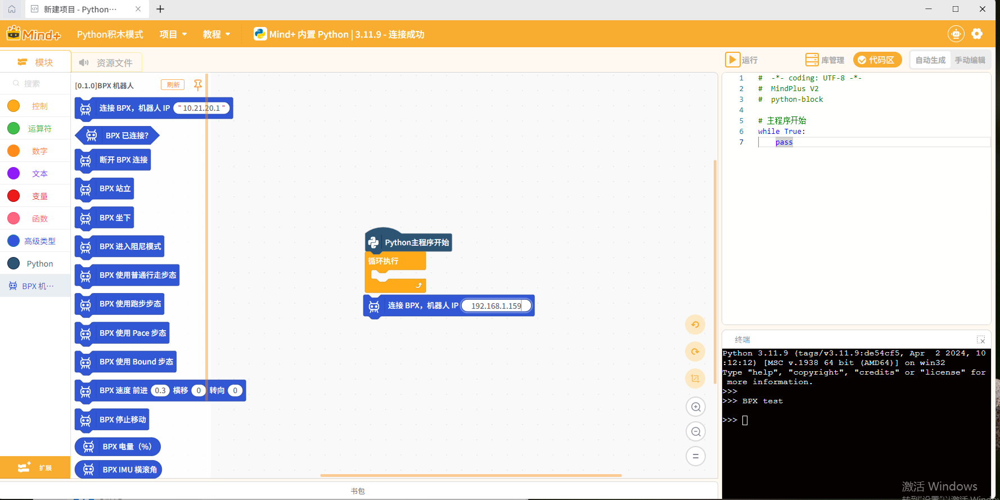 新建项目 - Python···
Mind+
Python积木模式
项目
教程
Mind+ 内置 Python | 3.11.9 - 连接成功
AI
模块
资源文件
运行
库管理
代码区
自动生成
手动编辑
搜索
控制
运算符
数字
文本
变量
函数
高级类型
Python
BPX 机···
扩展
[0.1.0]BPX 机器人
刷新
连接 BPX，机器人 IP " 10.21.20.1 "
BPX 已连接?
断开 BPX 连接
BPX 站立
BPX 坐下
BPX 进入阻尼模式
BPX 使用普通行走步态
BPX 使用跑步步态
BPX 使用 Pace 步态
BPX 使用 Bound 步态
BPX 速度 前进 0.3 横移 0 转向 0
BPX 停止移动
BPX 电量（%）
BPX IMU 横滚角
Python主程序开始
循环执行
连接 BPX，机器人 IP 192.168.1.159
书包
1 # -*- coding: UTF-8 -*-
2 # MindPlus V2
3 # python-block
4
5 # 主程序开始
6 while True:
7 pass
终端
Python 3.11.9 (tags/v3.11.9:de54cf5, Apr  2 2024, 10
:12:12) [MSC v.1938 64 bit (AMD64)] on win32
Type "help", "copyright", "credits" or "license" for
more information.
>>>
>>> BPX test
>>>
激活 Windows